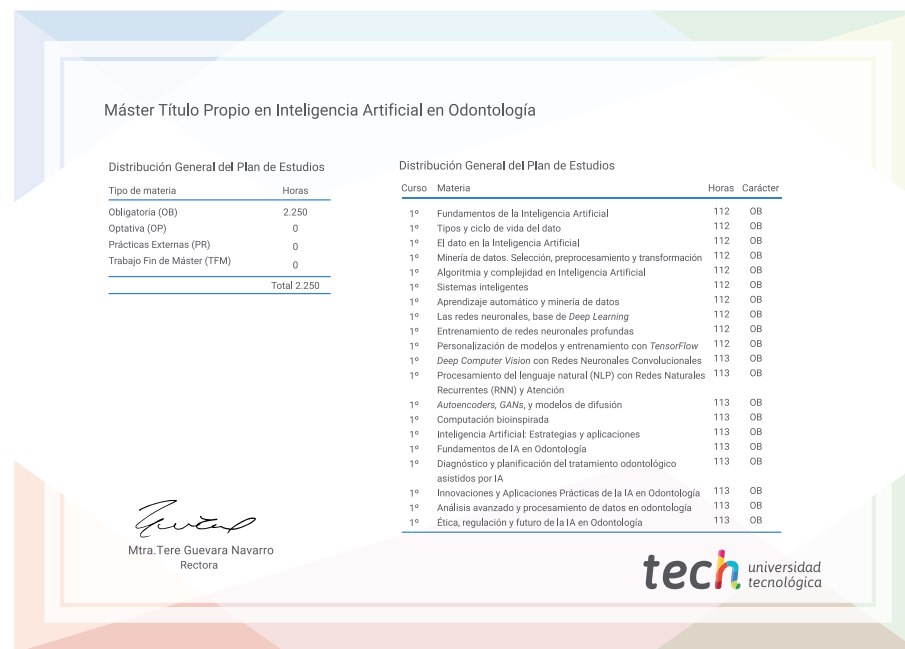 Máster Título Propio en Inteligencia Artificial en Odontología
Distribución General del Plan de Estudios
Tipo de materia Horas
Obligatoria (OB) 2.250
Optativa (OP) 0
Prácticas Externas (PR) 0
Trabajo Fin de Máster (TFM) 0
Total 2.250
Distribución General del Plan de Estudios
Curso Materia Horas Carácter
1º Fundamentos de la Inteligencia Artificial 112 OB
1º Tipos y ciclo de vida del dato 112 OB
1º El dato en la Inteligencia Artificial 112 OB
1º Minería de datos. Selección, preprocesamiento y transformación 112 OB
1º Algoritmia y complejidad en Inteligencia Artificial 112 OB
1º Sistemas inteligentes 112 OB
1º Aprendizaje automático y minería de datos 112 OB
1º Las redes neuronales, base de Deep Learning 112 OB
1º Entrenamiento de redes neuronales profundas 112 OB
1º Personalización de modelos y entrenamiento con TensorFlow 112 OB
1º Deep Computer Vision con Redes Neuronales Convolucionales 113 OB
1º Procesamiento del lenguaje natural (NLP) con Redes Naturales 113 OB
Recurrentes (RNN) y Atención
1º Autoencoders, GANs, y modelos de difusión 113 OB
1º Computación bioinspirada 113 OB
1º Inteligencia Artificial: Estrategias y aplicaciones 113 OB
1º Fundamentos de IA en Odontología 113 OB
1º Diagnóstico y planificación del tratamiento odontológico 113 OB
asistidos por IA
1º Innovaciones y Aplicaciones Prácticas de la IA en Odontología 113 OB
1º Análisis avanzado y procesamiento de datos en odontología 113 OB
1º Ética, regulación y futuro de la IA en Odontología 113 OB
Mtra.Tere Guevara Navarro
Rectora
tech universidad
tecnológica